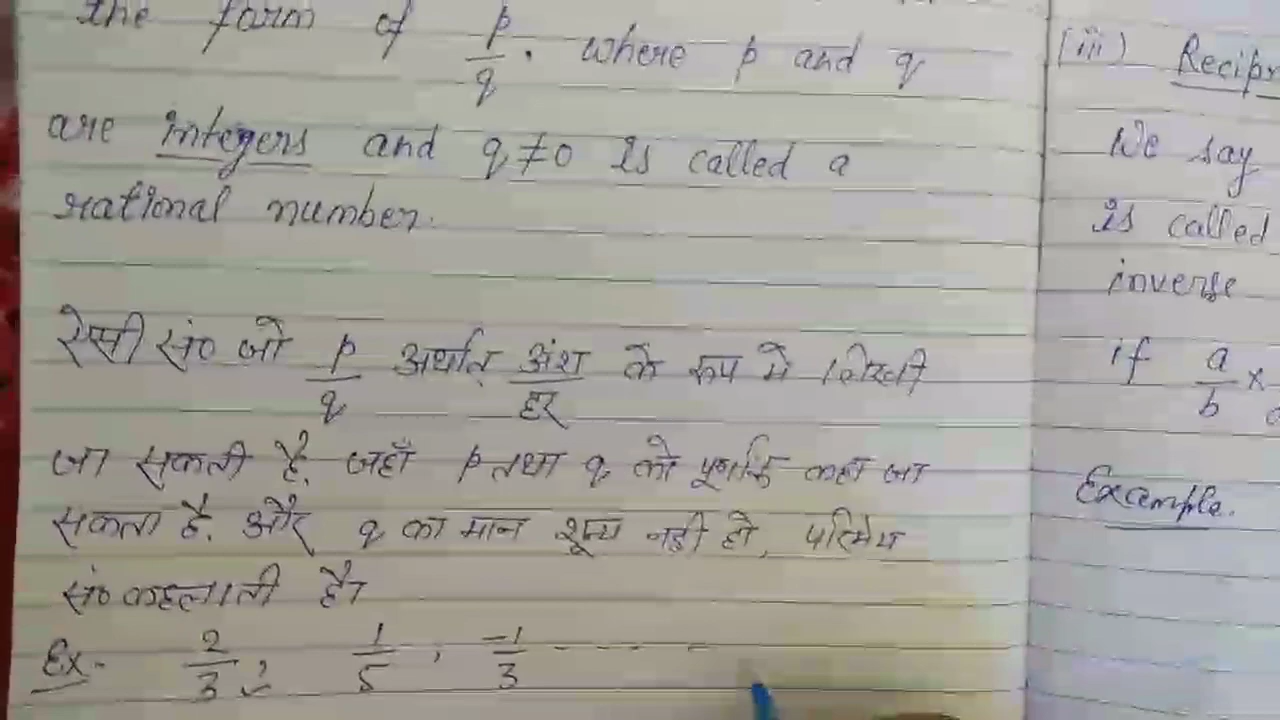 the form of p/q. where p and q
are integers and q≠0 is called a
rational number.
ऐसी सं० जो p/q अर्थात् अंश/हर के रूप मे लिखी
जा सकती है, जहाँ p तथा q को पूर्णांक कहा जा
सकता है. और q का मान शून्य नही हो, परिमेय
सं० कहलाती है।
Ex- 2/3, 1/5, -1/3 - - - -
(iii)
We say
is called
inverse
if a/b ×
Example.